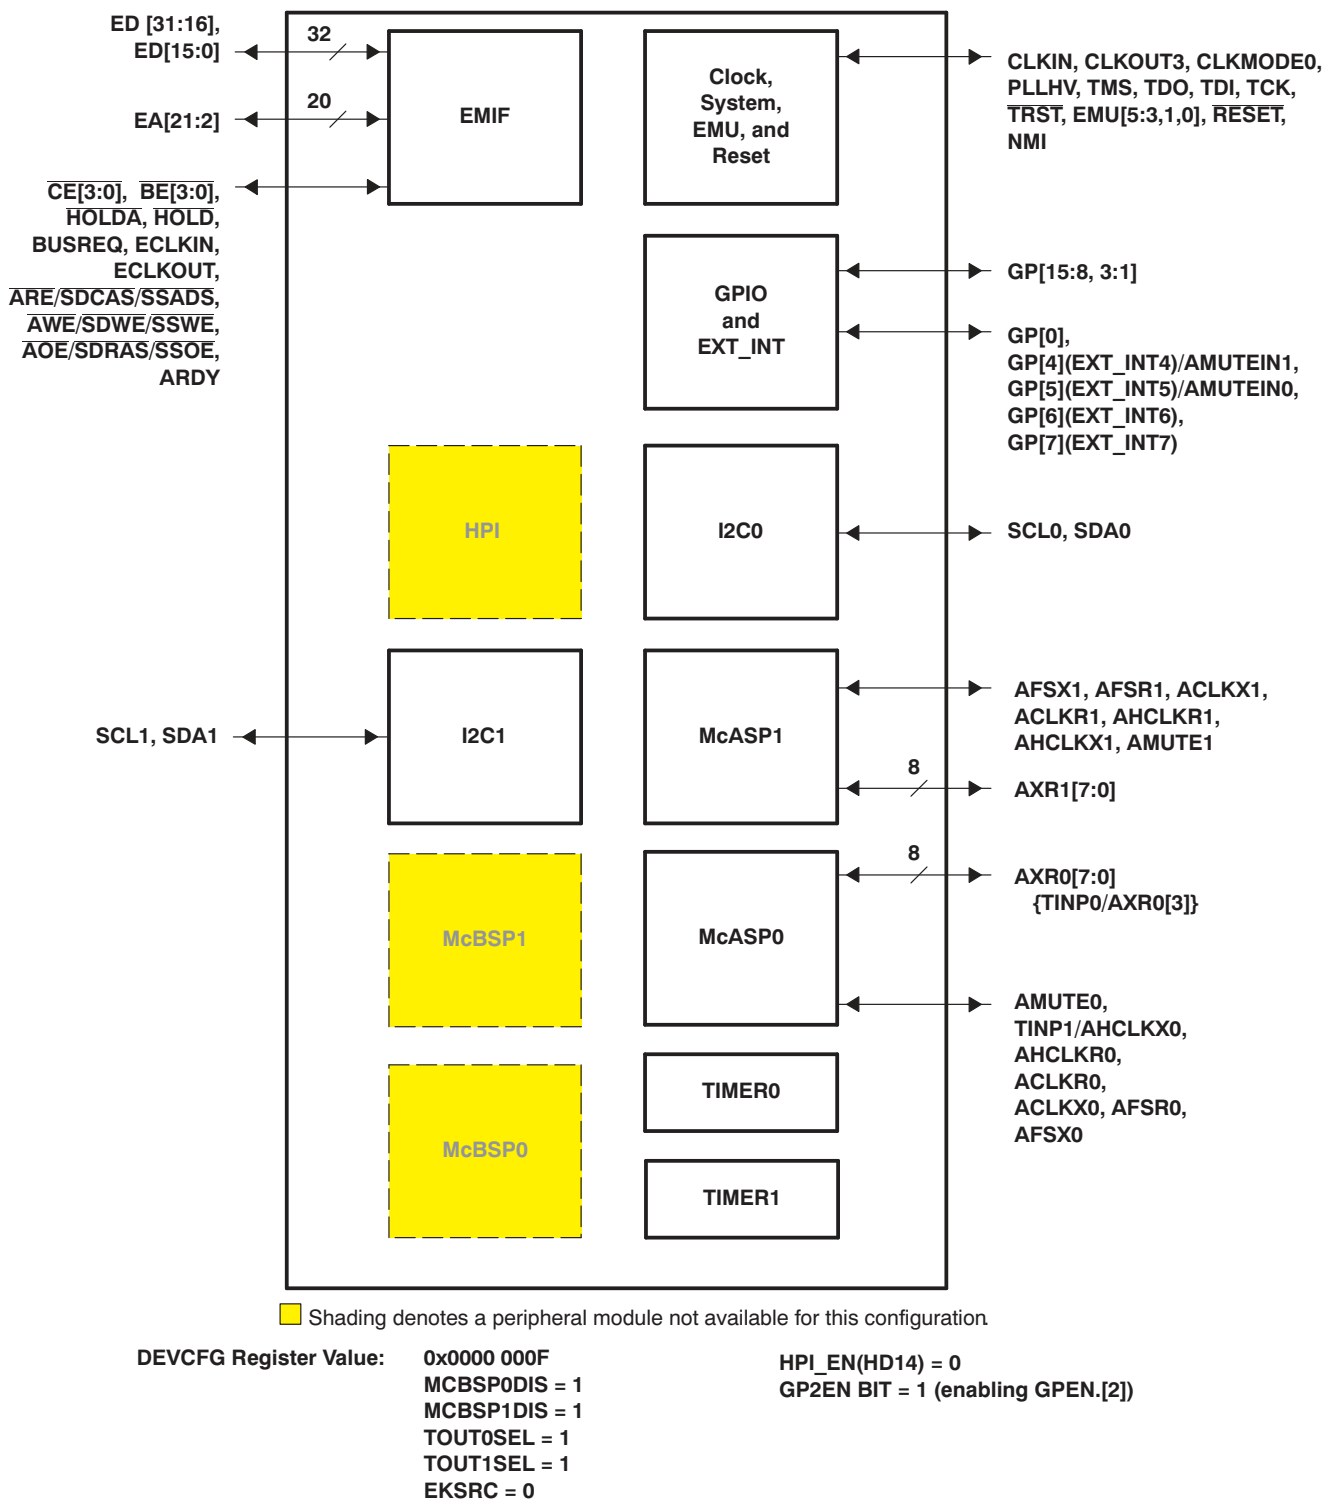 ED [31:16],
ED[15:0]
32
EA[21:2]
20
CE[3:0], BE[3:0],
HOLDA, HOLD,
BUSREQ, ECLKIN,
ECLKOUT,
ARE/SDCAS/SSADS,
AWE/SDWE/SSWE,
AOE/SDRAS/SSOE,
ARDY
EMIF
Clock,
System,
EMU, and
Reset
CLKIN, CLKOUT3, CLKMODE0,
PLLHV, TMS, TDO, TDI, TCK,
TRST, EMU[5:3,1,0], RESET,
NMI
GPIO
and
EXT_INT
GP[15:8, 3:1]
GP[0],
GP[4](EXT_INT4)/AMUTEIN1,
GP[5](EXT_INT5)/AMUTEIN0,
GP[6](EXT_INT6),
GP[7](EXT_INT7)
HPI
I2C0
SCL0, SDA0
SCL1, SDA1
I2C1
McASP1
AFSX1, AFSR1, ACLKX1,
ACLKR1, AHCLKR1,
AHCLKX1, AMUTE1
8
AXR1[7:0]
McBSP1
McASP0
8
AXR0[7:0]
{TINP0/AXR0[3]}
AMUTE0,
TINP1/AHCLKX0,
AHCLKR0,
ACLKR0,
ACLKX0, AFSR0,
AFSX0
McBSP0
TIMER0
TIMER1
Shading denotes a peripheral module not available for this configuration.
DEVCFG Register Value: 0x0000 000F
MCBSP0DIS = 1
MCBSP1DIS = 1
TOUT0SEL = 1
TOUT1SEL = 1
EKSRC = 0
HPI_EN(HD14) = 0
GP2EN BIT = 1 (enabling GPEN.[2])